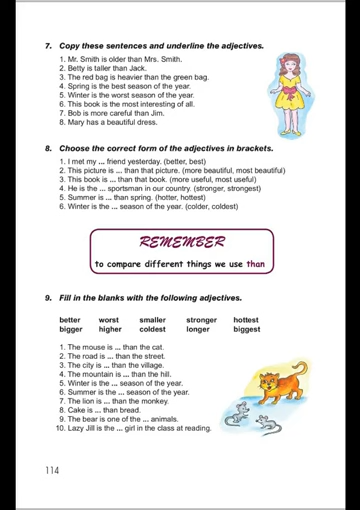 7. Copy these sentences and underline the adjectives.
1. Mr. Smith is older than Mrs. Smith.
2. Betty is taller than Jack.
3. The red bag is heavier than the green bag.
4. Spring is the best season of the year.
5. Winter is the worst season of the year.
6. This book is the most interesting of all.
7. Bob is more careful than Jim.
8. Mary has a beautiful dress.
8. Choose the correct form of the adjectives in brackets.
1. I met my ... friend yesterday. (better, best)
2. This picture is ... than that picture. (more beautiful, most beautiful)
3. This book is ... than that book. (more useful, most useful)
4. He is the ... sportsman in our country. (stronger, strongest)
5. Summer is ... than spring. (hotter, hottest)
6. Winter is the ... season of the year. (colder, coldest)
REMEMBER
to compare different things we use than
9. Fill in the blanks with the following adjectives.
better worst smaller stronger hottest
bigger higher coldest longer biggest
1. The mouse is ... than the cat.
2. The road is ... than the street.
3. The city is ... than the village.
4. The mountain is ... than the hill.
5. Winter is the ... season of the year.
6. Summer is the ... season of the year.
7. The lion is ... than the monkey.
8. Cake is ... than bread.
9. The bear is one of the ... animals.
10. Lazy Jill is the ... girl in the class at reading.
114